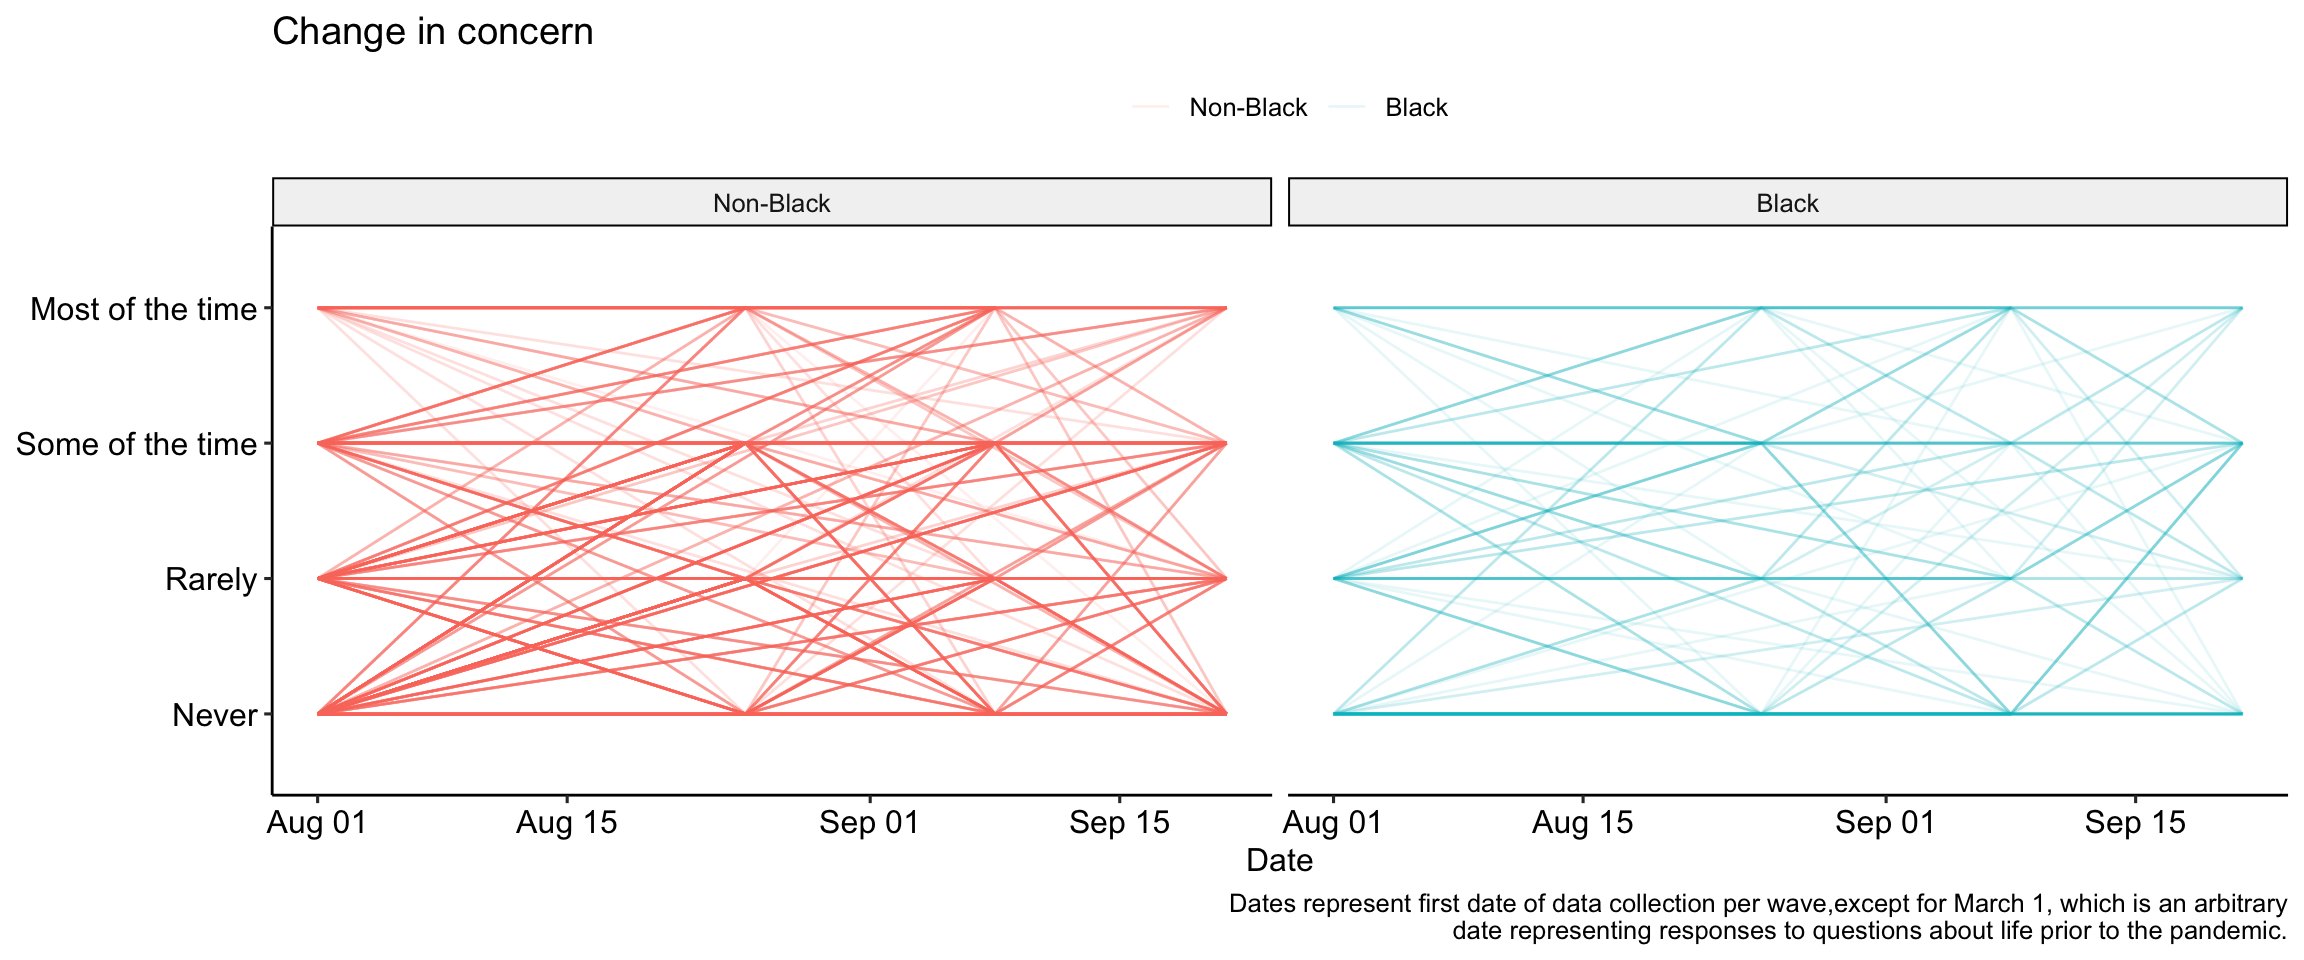 Change in concern
Non-Black
Black
Non-Black
Black
Most of the time
Some of the time
Rarely
Never
Aug 01
Aug 15
Sep 01
Sep 15
Aug 01
Aug 15
Sep 01
Sep 15
Date
Dates represent first date of data collection per wave,except for March 1, which is an arbitrary
date representing responses to questions about life prior to the pandemic.